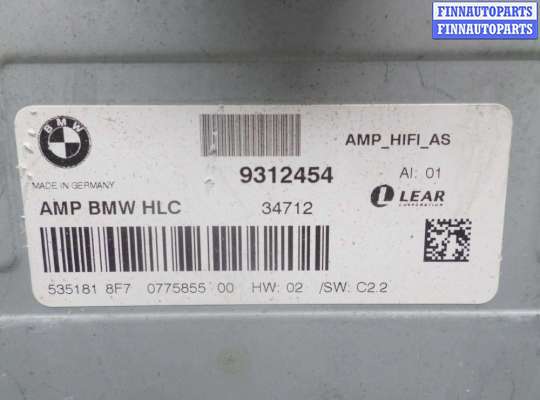 FINNAUTOPARTS
FINNAUTOPARTS
BMW
AMP_HIFI_AS
9312454
AI: 01
MADE IN GERMANY
AMP BMW HLC
34712
LEAR
CORPORATION
535181 8F7 0775855 00 HW: 02 /SW: C2.2